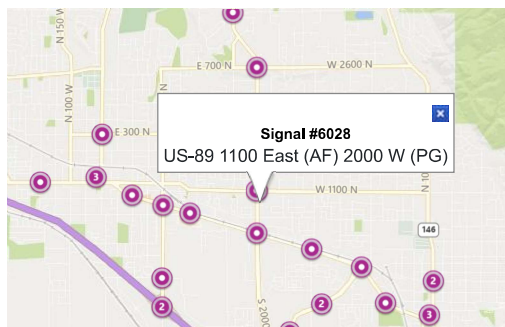 N 150 W
E 700 N
W 2600 N
N 100 W
×
Signal #6028
E 300 N
US-89 1100 East (AF) 2000 W (PG)
3
W 1100 N
146
2
2
2
3